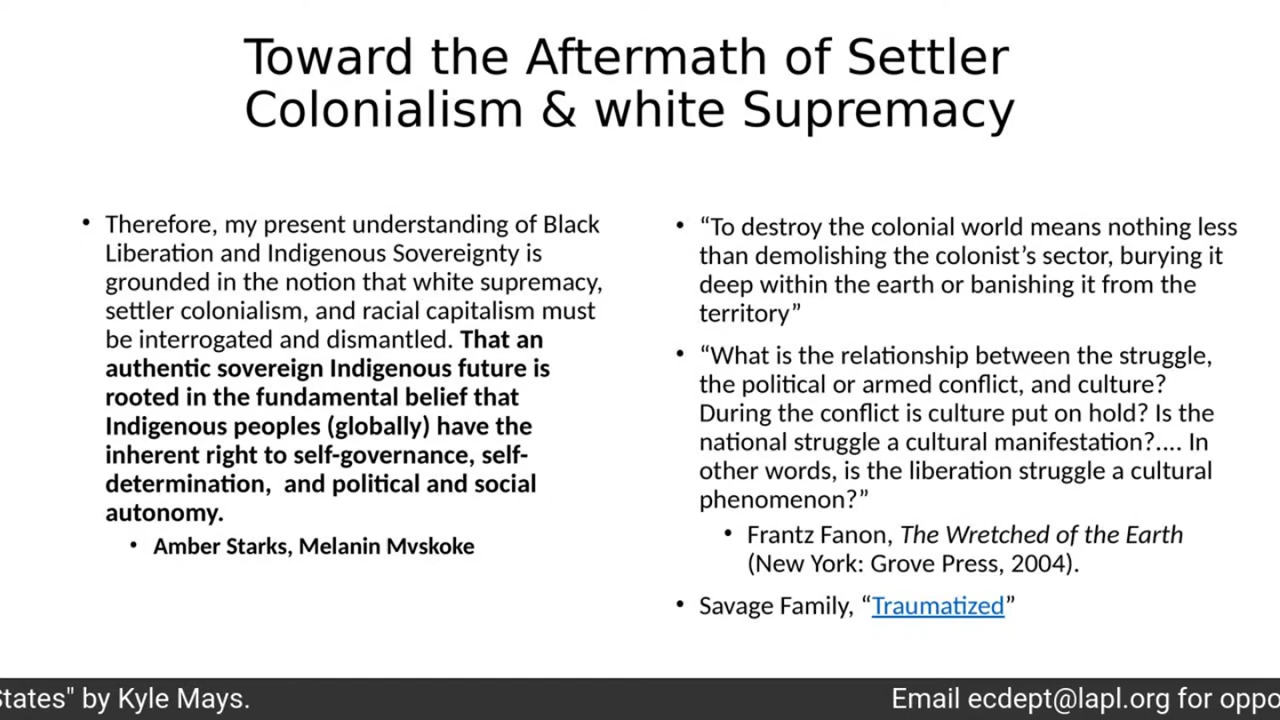 Toward the Aftermath of Settler
Colonialism & white Supremacy
• Therefore, my present understanding of Black
Liberation and Indigenous Sovereignty is
grounded in the notion that white supremacy,
settler colonialism, and racial capitalism must
be interrogated and dismantled. That an
authentic sovereign Indigenous future is
rooted in the fundamental belief that
Indigenous peoples (globally) have the
inherent right to self-governance, self-
determination,  and political and social
autonomy.
• Amber Starks, Melanin Mvskoke
• “To destroy the colonial world means nothing less
than demolishing the colonist’s sector, burying it
deep within the earth or banishing it from the
territory”
• “What is the relationship between the struggle,
the political or armed conflict, and culture?
During the conflict is culture put on hold? Is the
national struggle a cultural manifestation?.... In
other words, is the liberation struggle a cultural
phenomenon?”
• Frantz Fanon, The Wretched of the Earth
(New York: Grove Press, 2004).
• Savage Family, “Traumatized”
States" by Kyle Mays.
Email ecdept@lapl.org for oppo